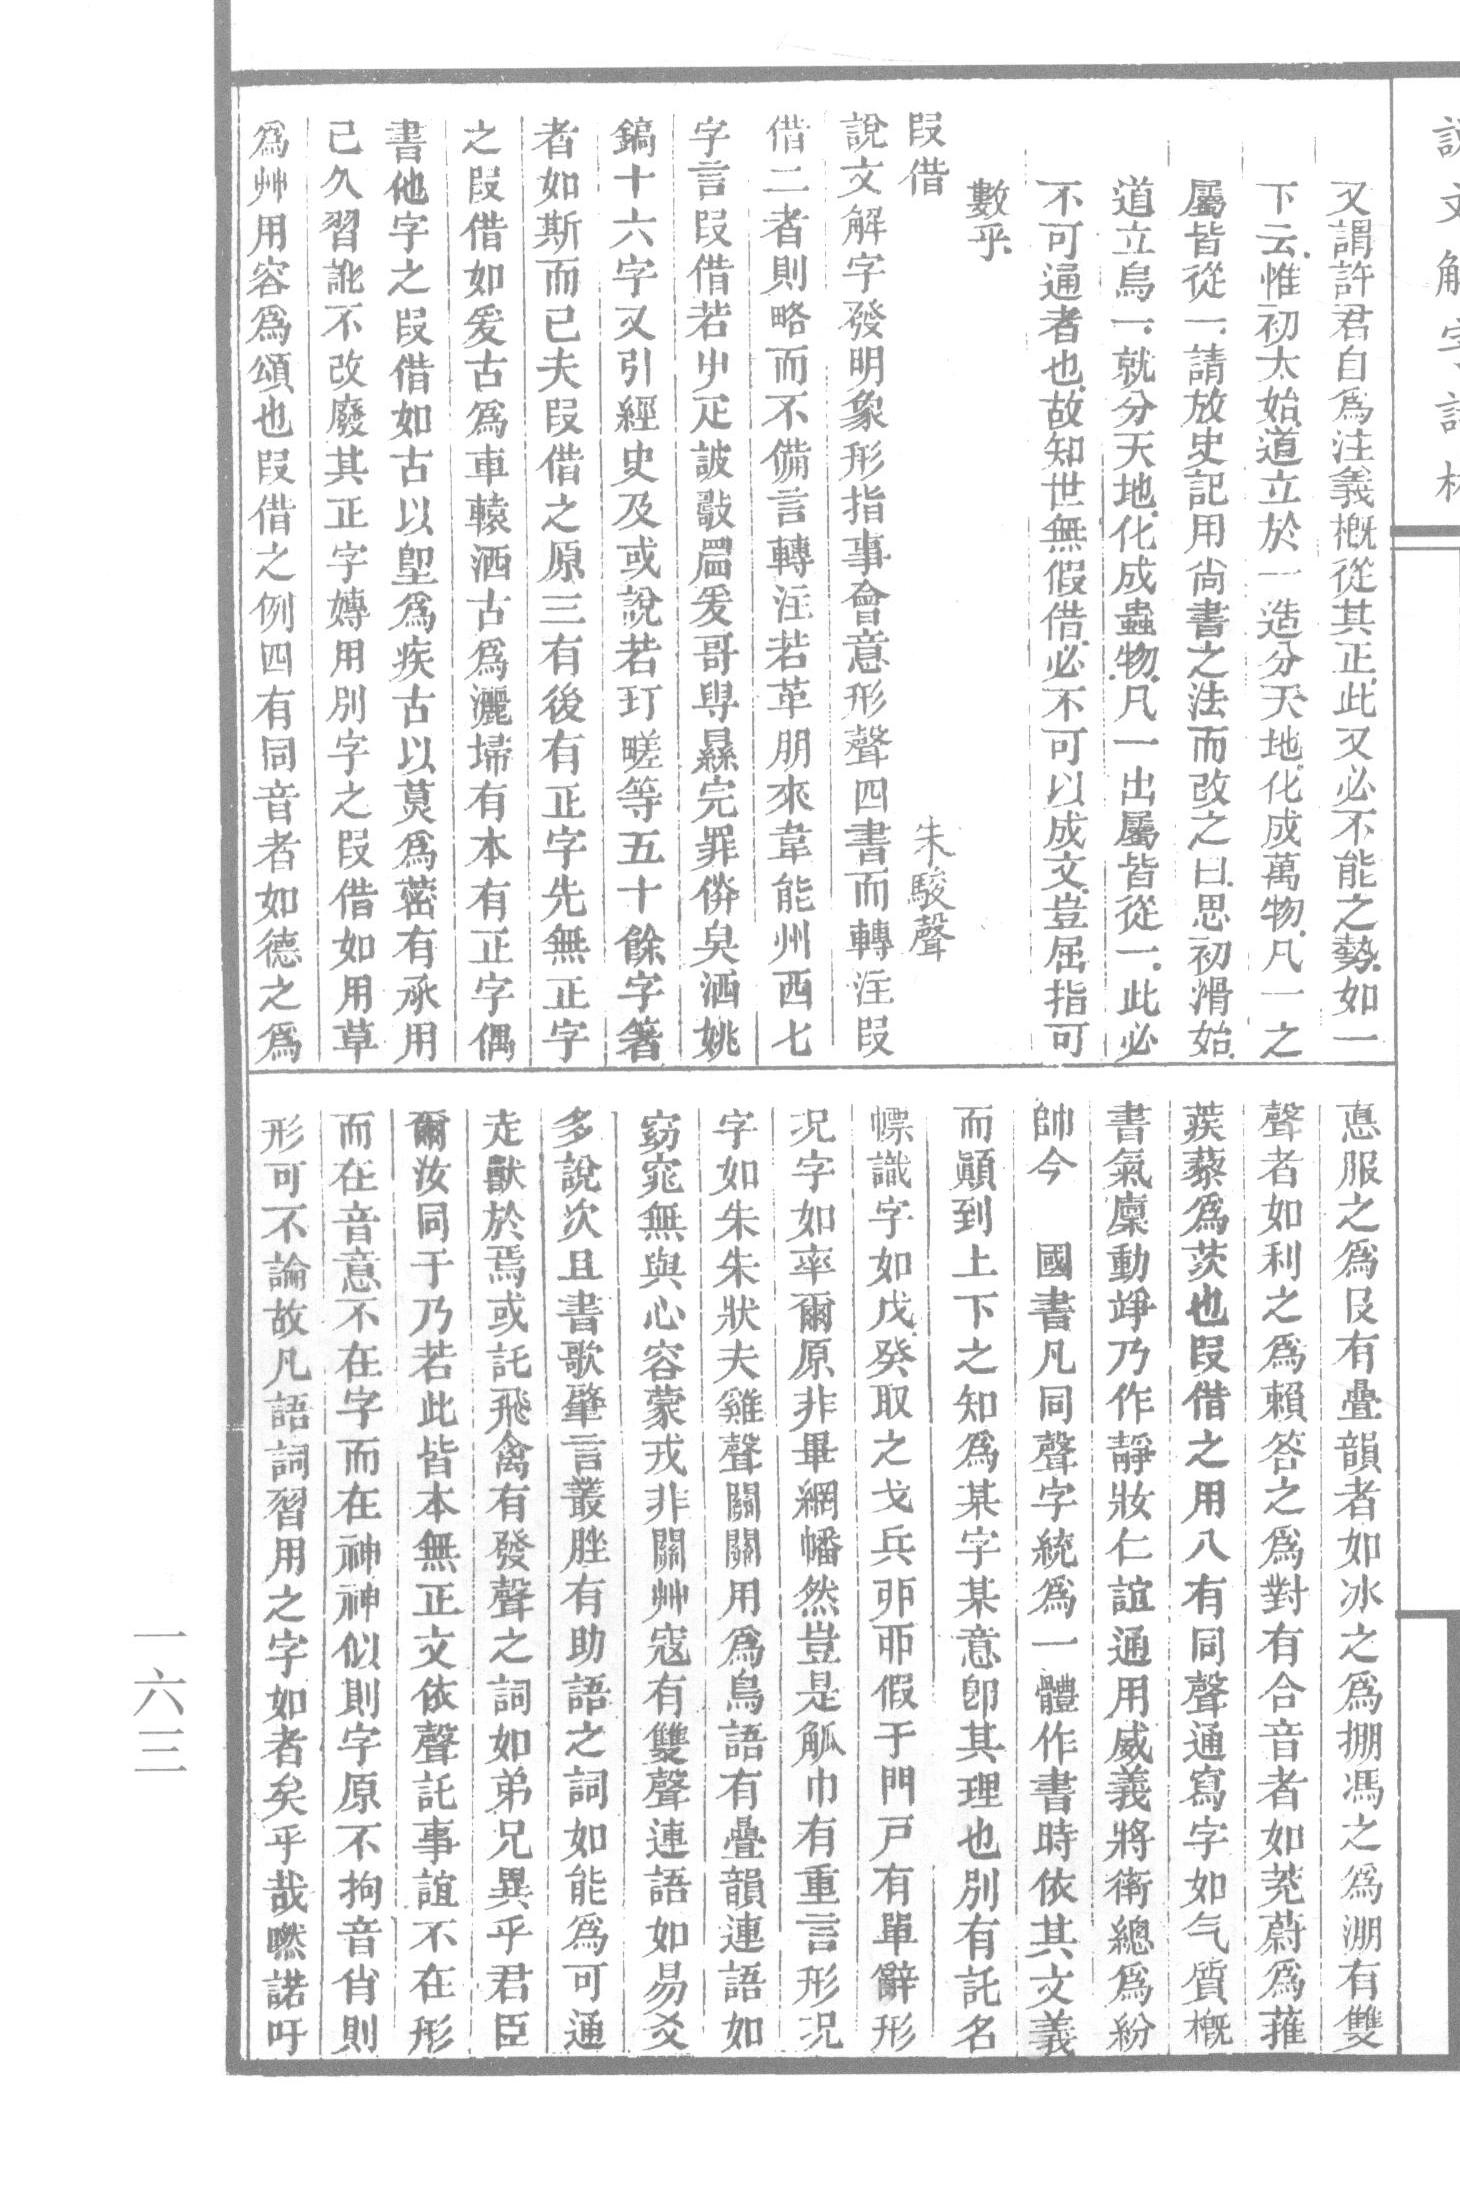 說文解字詁林
又謂許君自爲注義概從其正.此又必不能之勢.如一
下云.惟初太始.道立於一.造分天地.化成萬物.凡一之
屬皆從一.請放史記用尙書之法而改之曰.思初滑始.
道立鳥一.就分天地.化成蟲物.凡一出屬皆從一.此必
不可通者也.故知世無假借.必不可以成文.豈屈指可
數乎.
叚借 朱駿聲
說文解字發明象形指事會意形聲四書而轉注叚
借二者則略而不備言轉注若革朋來韋能州西七
字言叚借若屮疋詖㪉𥄎爰哥㝵㬎完罪㑞臭洒姚
鎬十六字又引經史及或說若玎𤯝等五十餘字箸
者如斯而已夫叚借之原三有後有正字先無正字
之叚借如爰古爲車轅洒古爲灑埽有本有正字偶
書他字之叚借如古以堲爲疾古以莫爲蔤有承用
已久習訛不改廢其正字嫥用別字之叚借如用草
爲艸用容爲頌也叚借之例四有同音者如德之爲
悳服之爲𠬝有疊韻者如冰之爲掤馮之爲淜有雙
聲者如利之爲賴答之爲對有合音者如茺蔚爲蓷
蒺藜爲茨也叚借之用八有同聲通寫字如气質概
書氣廩動竫乃作靜妝仁誼通用威義將衛總爲紛
帥今 國書凡同聲字統爲一體作書時依其文義
而顚到上下之知爲某字某意卽其理也別有託名
幖識字如戊癸取之戈兵丣丣假于門戸有單辭形
況字如率爾原非畢網幡然豈是觚巾有重言形況
字如朱朱狀夫雞聲關關用爲鳥語有疊韻連語如
窈窕無與心容蒙戎非關艸寇有雙聲連語如易爻
多說次且書歌肇言叢脞有助語之詞如能爲可通
走獸於焉或託飛禽有發聲之詞如弟兄異乎君臣
爾汝同于乃若此皆本無正文依聲託事誼不在形
而在音意不在字而在神神似則字原不拘音肖則
形可不論故凡語詞習用之字如者矣乎哉嘫諾吁
一六三